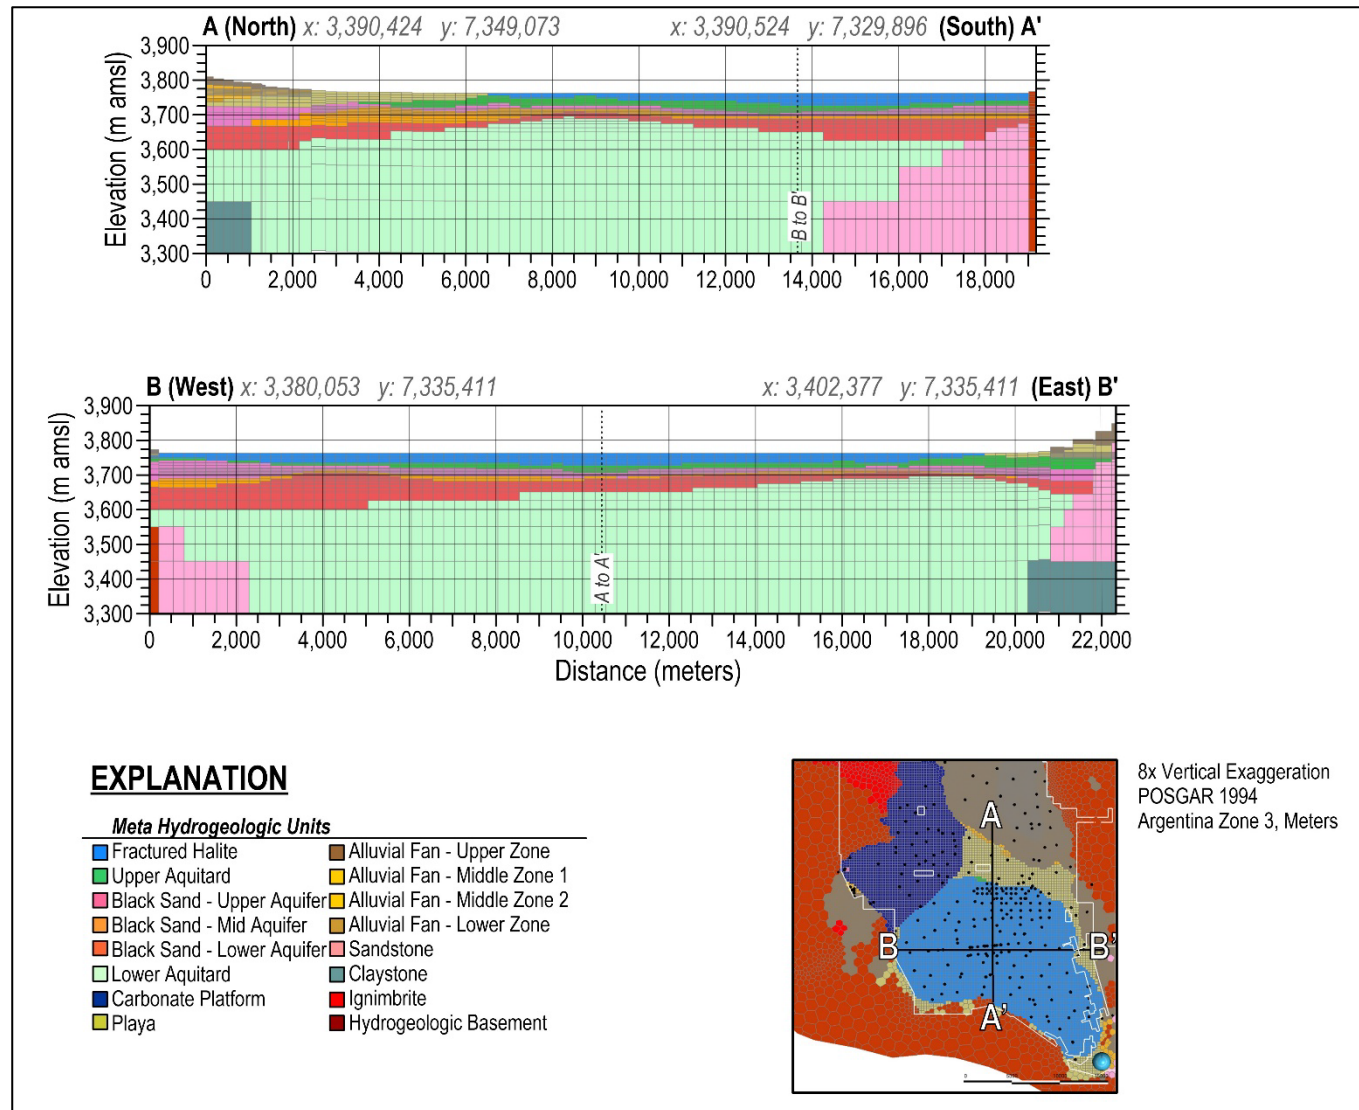 A (North) x: 3,390,424 y: 7,349,073 x: 3,390,524 y: 7,329,896 (South) A'
Elevation (m amsl)
3,900
3,800
3,700
3,600
3,500
3,400
3,300
B to B'
0 2,000 4,000 6,000 8,000 10,000 12,000 14,000 16,000 18,000
B (West) x: 3,380,053 y: 7,335,411 x: 3,402,377 y: 7,335,411 (East) B'
Elevation (m amsl)
3,900
3,800
3,700
3,600
3,500
3,400
3,300
A to A'
0 2,000 4,000 6,000 8,000 10,000 12,000 14,000 16,000 18,000 20,000 22,000
Distance (meters)
EXPLANATION
Meta Hydrogeologic Units
Fractured Halite
Upper Aquitard
Black Sand - Upper Aquifer
Black Sand - Mid Aquifer
Black Sand - Lower Aquifer
Lower Aquitard
Carbonate Platform
Playa
Alluvial Fan - Upper Zone
Alluvial Fan - Middle Zone 1
Alluvial Fan - Middle Zone 2
Alluvial Fan - Lower Zone
Sandstone
Claystone
Ignimbrite
Hydrogeologic Basement
A
B B'
A'
0
8x Vertical Exaggeration
POSGAR 1994
Argentina Zone 3, Meters